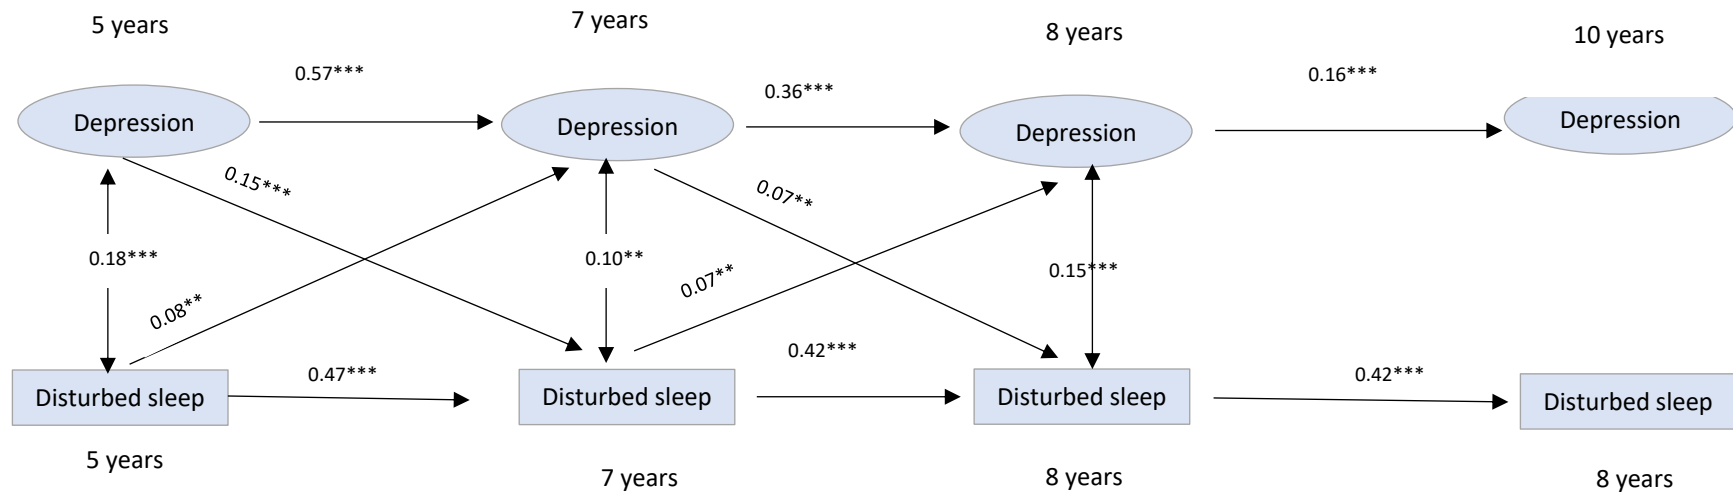 5 years
7 years
8 years
10 years
0.57***
0.36***
0.16***
Depression
Depression
Depression
Depression
0.15***
0.07**
0.18***
0.10**
0.07**
0.15***
0.08**
0.47***
0.42***
0.42***
Disturbed sleep
Disturbed sleep
Disturbed sleep
Disturbed sleep
5 years
7 years
8 years
8 years